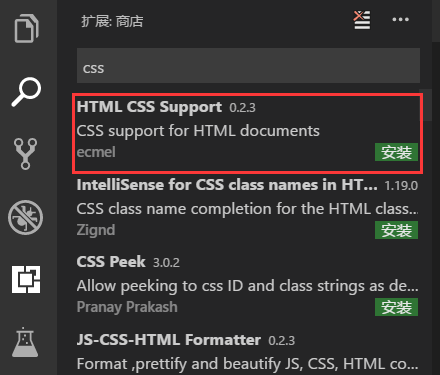 扩展: 商店
css
HTML CSS Support 0.2.3
CSS support for HTML documents
ecmel 安装
IntelliSense for CSS class names in HT... 1.19.0
CSS class name completion for the HTML class...
Zignd 安装
CSS Peek 3.0.2
Allow peeking to css ID and class strings as de...
Pranay Prakash 安装
JS-CSS-HTML Formatter 0.2.3
Format ,prettify and beautify JS, CSS, HTML co...